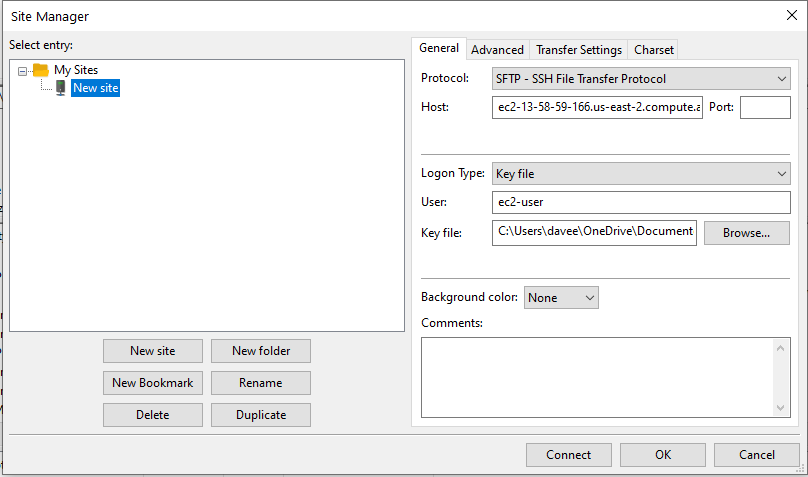 Site Manager
Select entry:
My Sites
New site
New site
New folder
New Bookmark
Rename
Delete
Duplicate
General
Advanced
Transfer Settings
Charset
Protocol:
SFTP - SSH File Transfer Protocol
Host:
ec2-13-58-59-166.us-east-2.compute.a
Port:
Logon Type:
Key file
User:
ec2-user
Key file:
C:\Users\davee\OneDrive\Document
Browse...
Background color:
None
Comments:
Connect
OK
Cancel